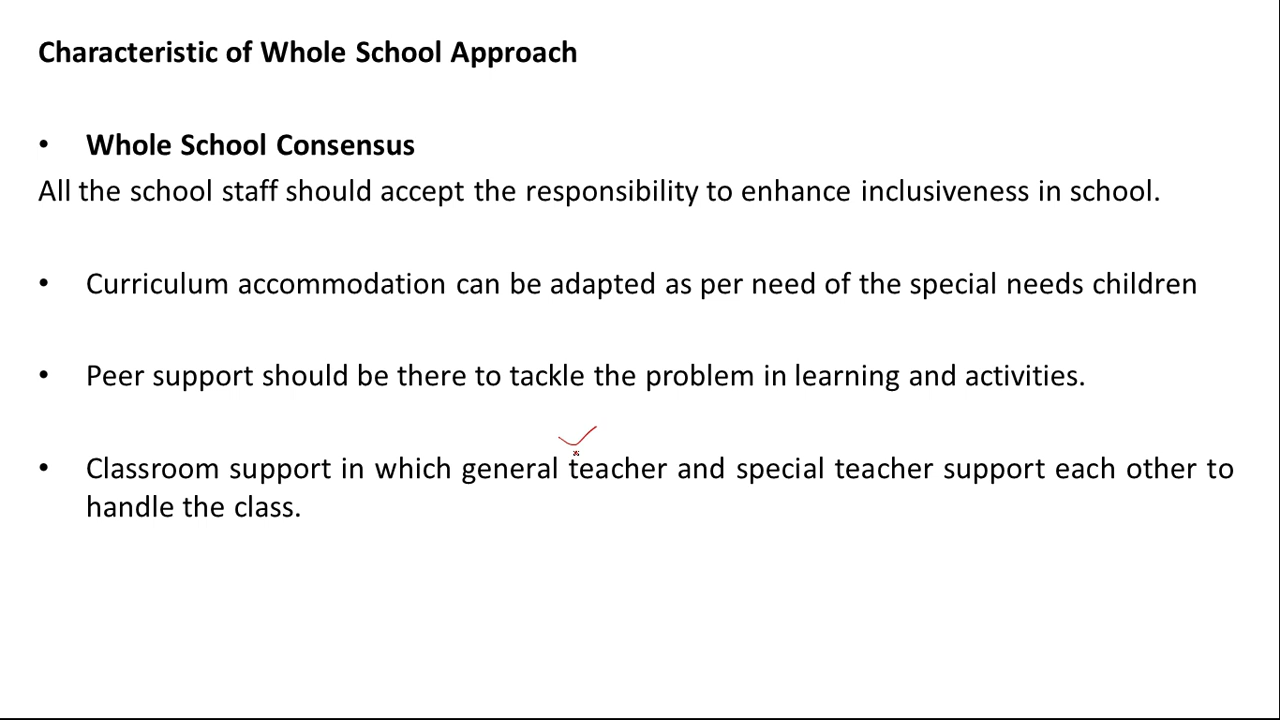 Characteristic of Whole School Approach
• Whole School Consensus
All the school staff should accept the responsibility to enhance inclusiveness in school.
• Curriculum accommodation can be adapted as per need of the special needs children
• Peer support should be there to tackle the problem in learning and activities.
• Classroom support in which general teacher and special teacher support each other to
handle the class.